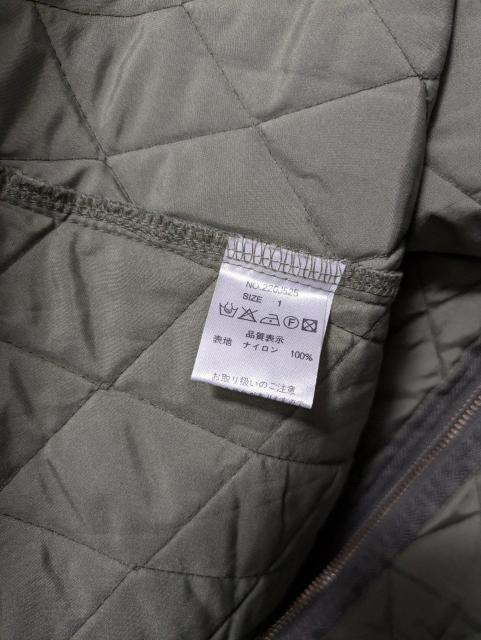 NO.220J525
SIZE 1
品質表示
表地 ナイロン 100%
お取り扱いのご注意